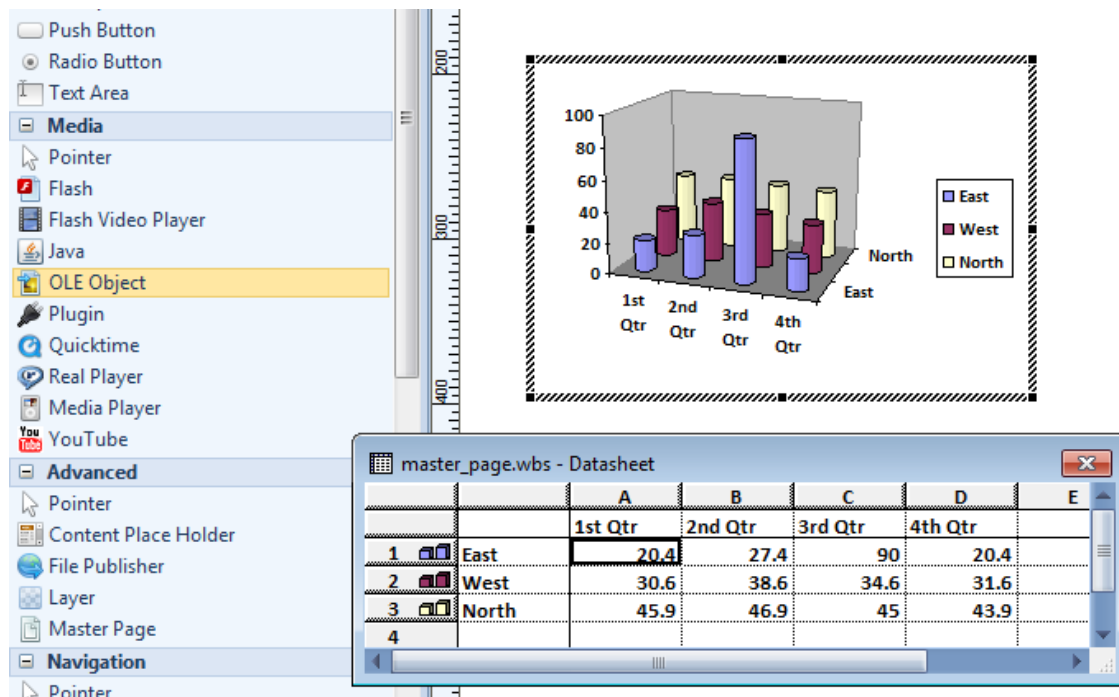 Push Button
Radio Button
Text Area
Media
Pointer
Flash
Flash Video Player
Java
OLE Object
Plugin
Quicktime
Real Player
Media Player
You Tube YouTube
Advanced
Pointer
Content Place Holder
File Publisher
Layer
Master Page
Navigation
Pointer
200
300
400
100
80
60
40
20
0
1st Qtr
2nd Qtr
3rd Qtr
4th Qtr
North
East
East
West
North
master_page.wbs - Datasheet
A B C D E
1st Qtr 2nd Qtr 3rd Qtr 4th Qtr
1 East 20.4 27.4 90 20.4
2 West 30.6 38.6 34.6 31.6
3 North 45.9 46.9 45 43.9
4